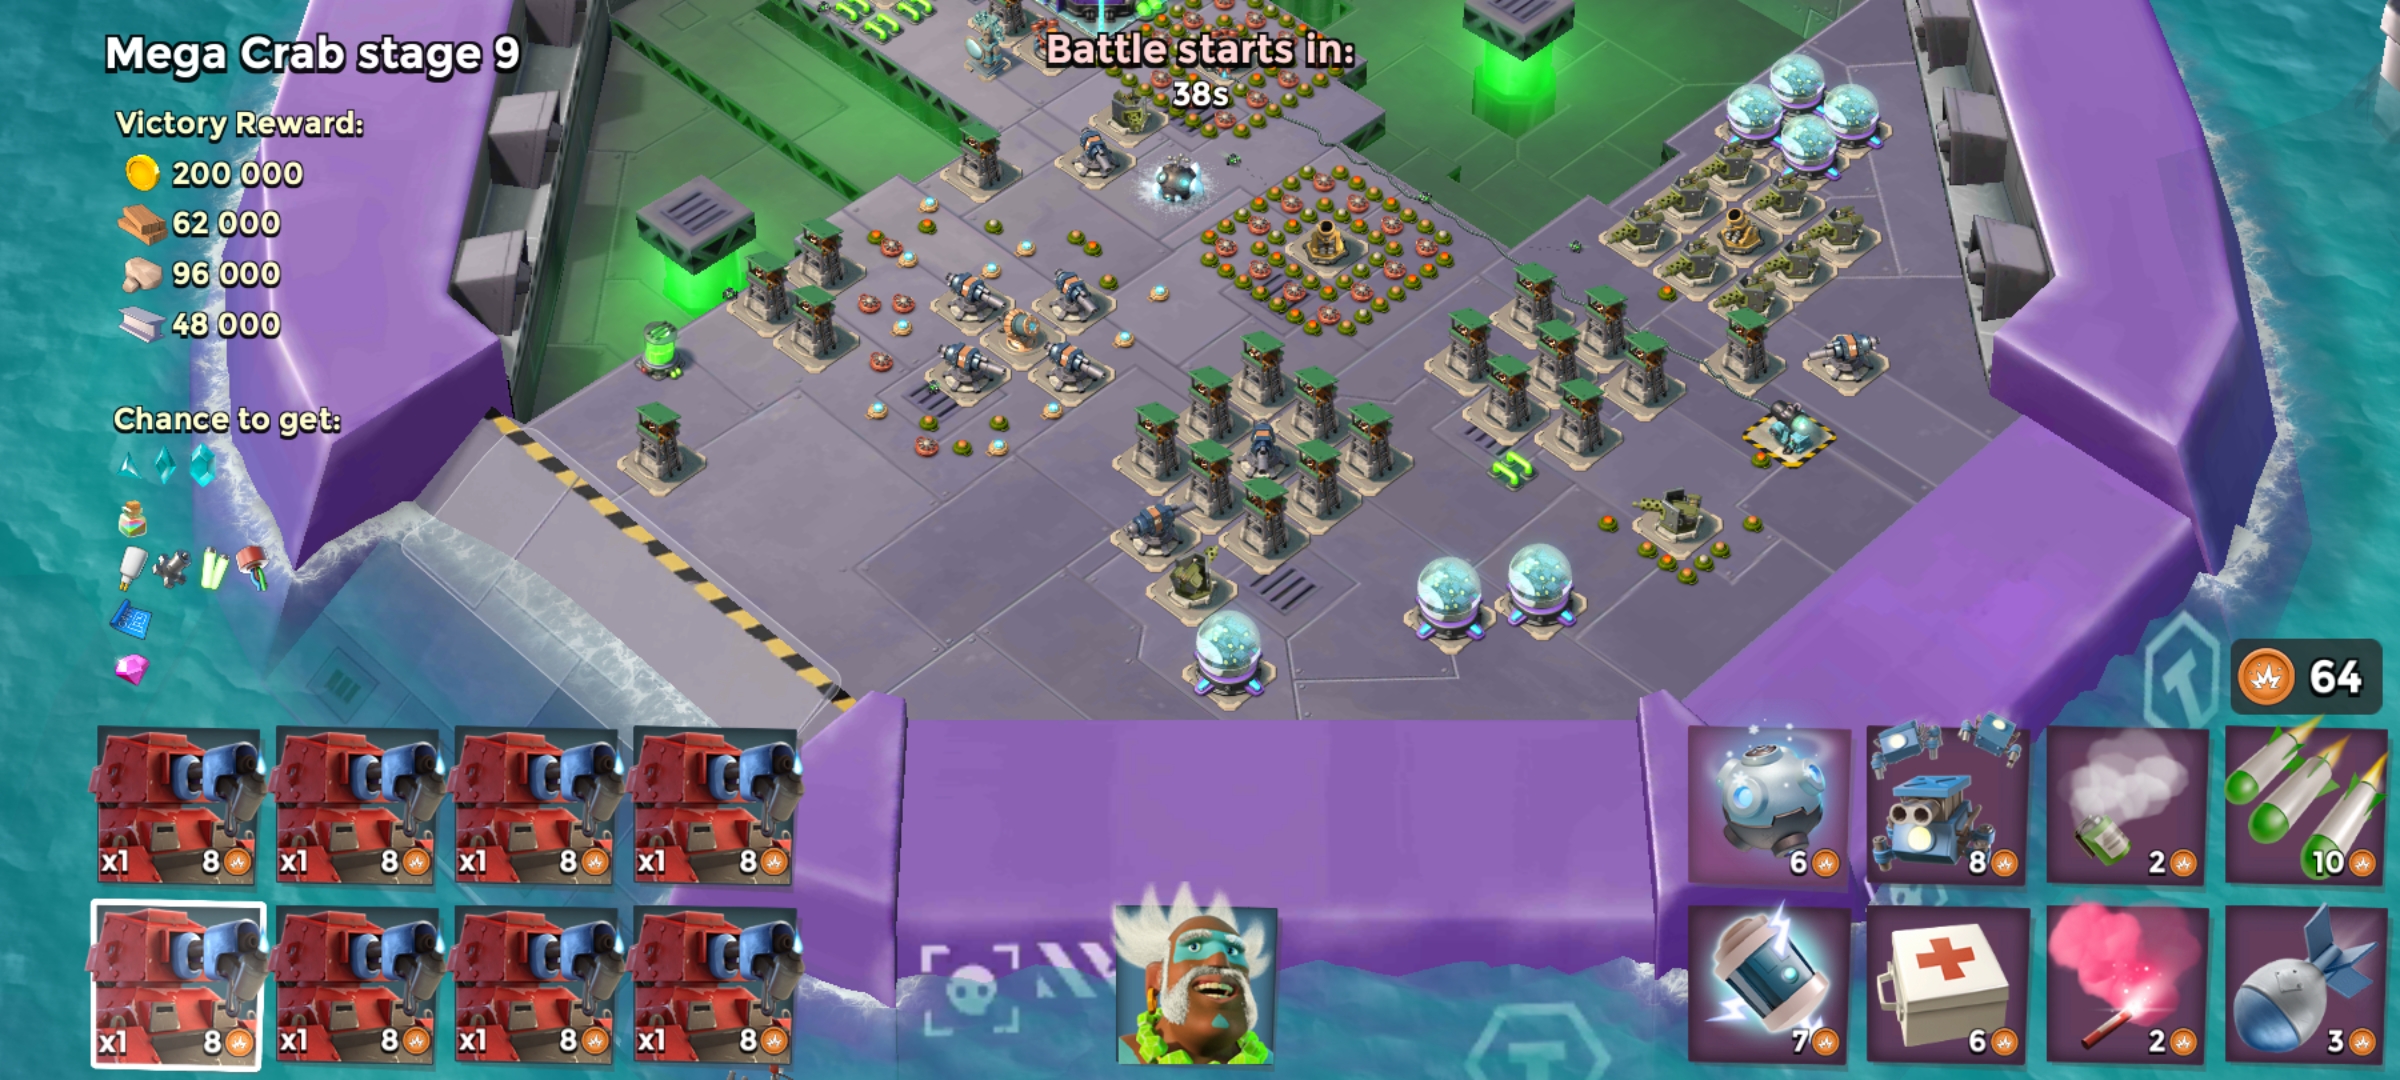 Mega Crab stage 9
Battle starts in:
38s
Victory Reward:
200 000
62 000
96 000
48 000
Chance to get:
64
x1 8
x1 8
x1 8
x1 8
6
8
2
10
x1 8
x1 8
x1 8
x1 8
7
6
2
3